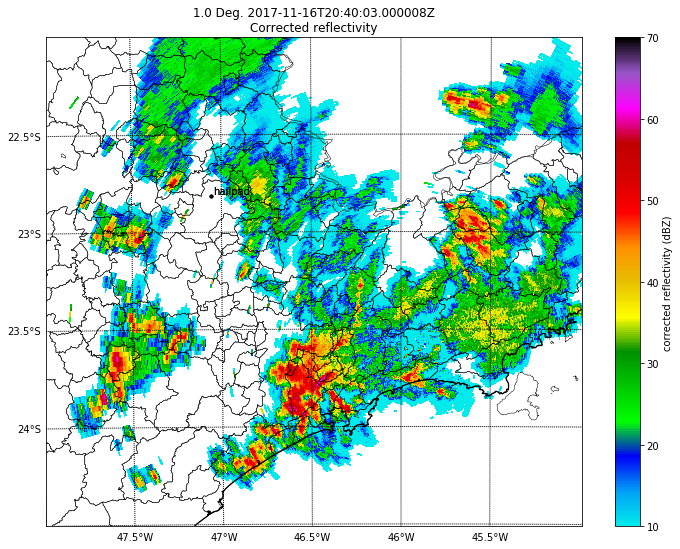 1.0 Deg. 2017-11-16T20:40:03.000008Z
Corrected reflectivity
22.5°S
23°S
23.5°S
24°S
hailpad
47.5°W
47°W
46.5°W
46°W
45.5°W
70
60
50
40
30
20
10
corrected reflectivity (dBZ)